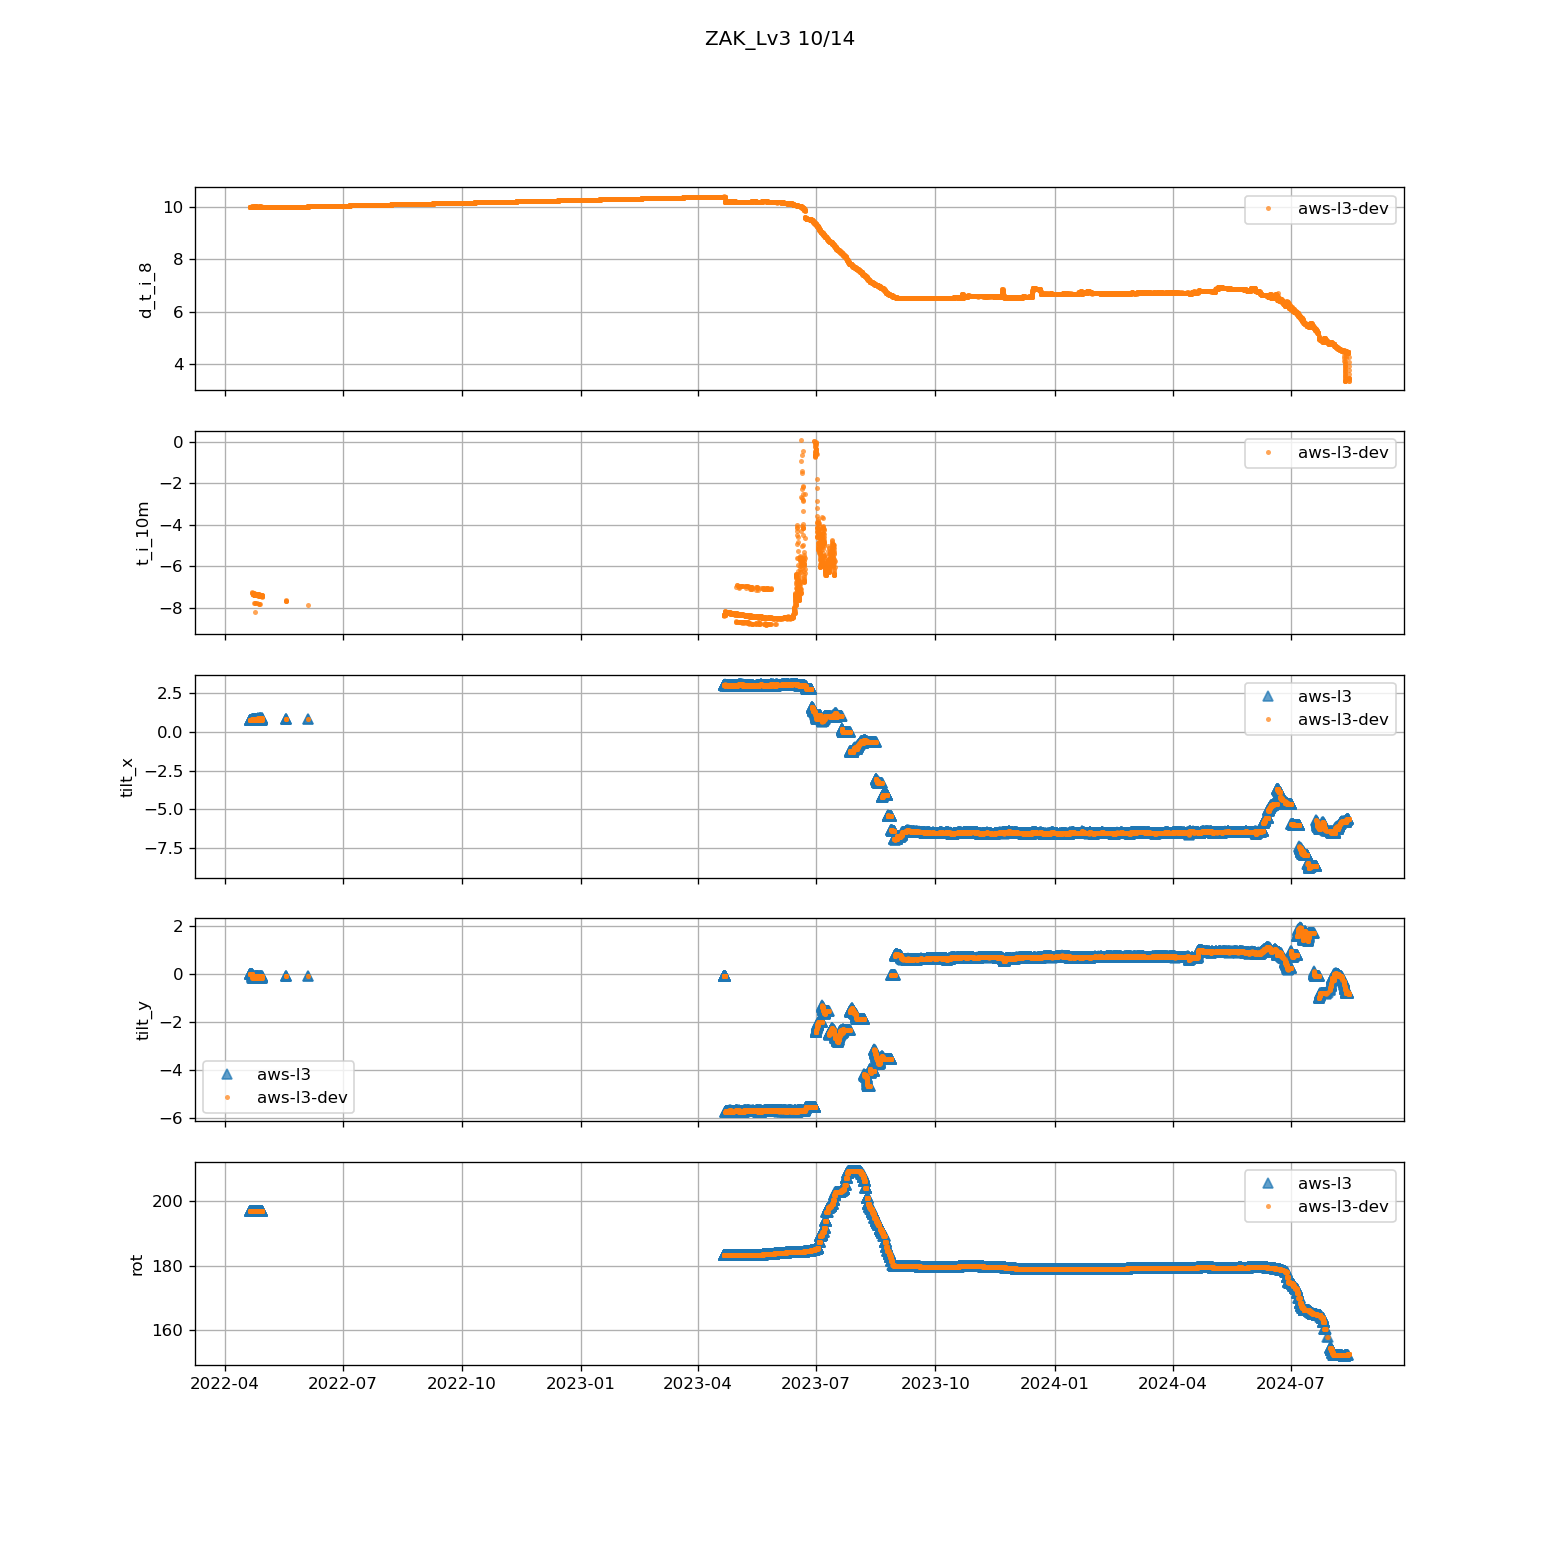 ZAK_Lv3 10/14
d_t_i_8
10
8
6
4
aws-l3-dev
t_i_10m
0
−2
−4
−6
−8
aws-l3-dev
tilt_x
2.5
0.0
−2.5
−5.0
−7.5
aws-l3
aws-l3-dev
tilt_y
2
0
−2
−4
−6
aws-l3
aws-l3-dev
rot
200
180
160
aws-l3
aws-l3-dev
2022-04 2022-07 2022-10 2023-01 2023-04 2023-07 2023-10 2024-01 2024-04 2024-07